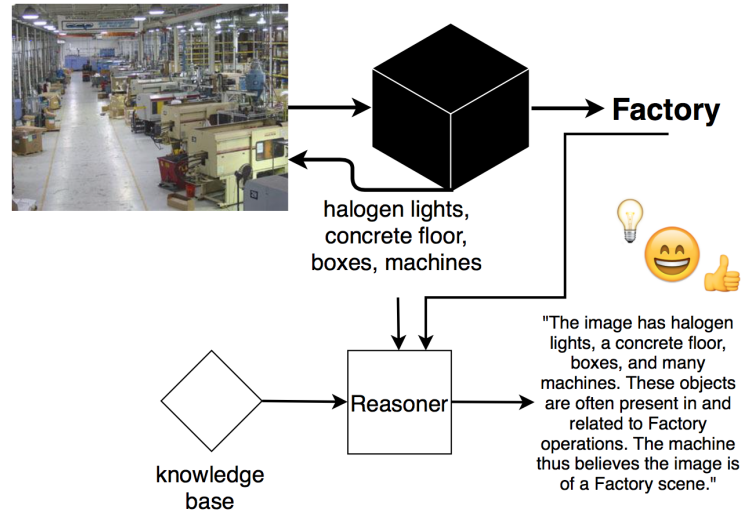 Factory
halogen lights,
concrete floor,
boxes, machines
"The image has halogen
lights, a concrete floor,
boxes, and many
machines. These objects
are often present in and
related to Factory
operations. The machine
thus believes the image is
of a Factory scene."
Reasoner
knowledge
base